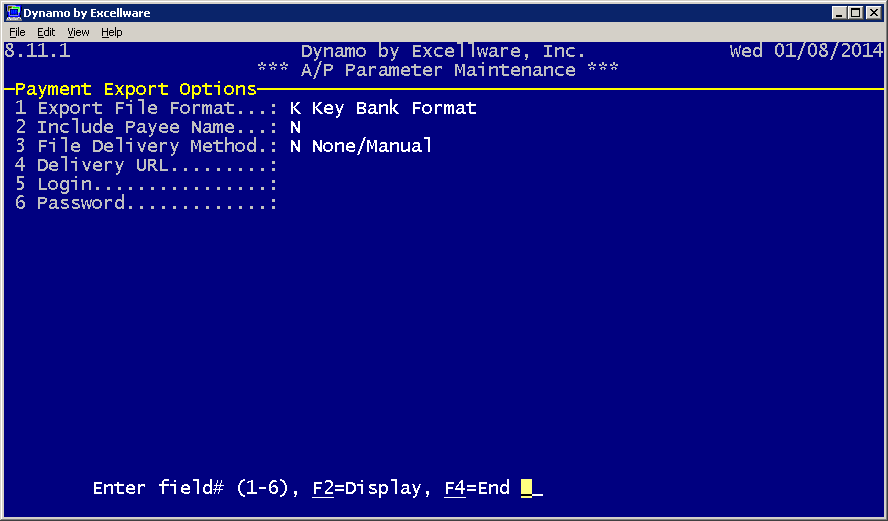 Dynamo by Excellware
File Edit View Help
8.11.1 Dynamo by Excellware, Inc. Wed 01/08/2014
*** A/P Parameter Maintenance ***
Payment Export Options
1 Export File Format...: K Key Bank Format
2 Include Payee Name...: N
3 File Delivery Method.: N None/Manual
4 Delivery URL.........:
5 Login................:
6 Password.............:
Enter field# (1-6), F2=Display, F4=End _